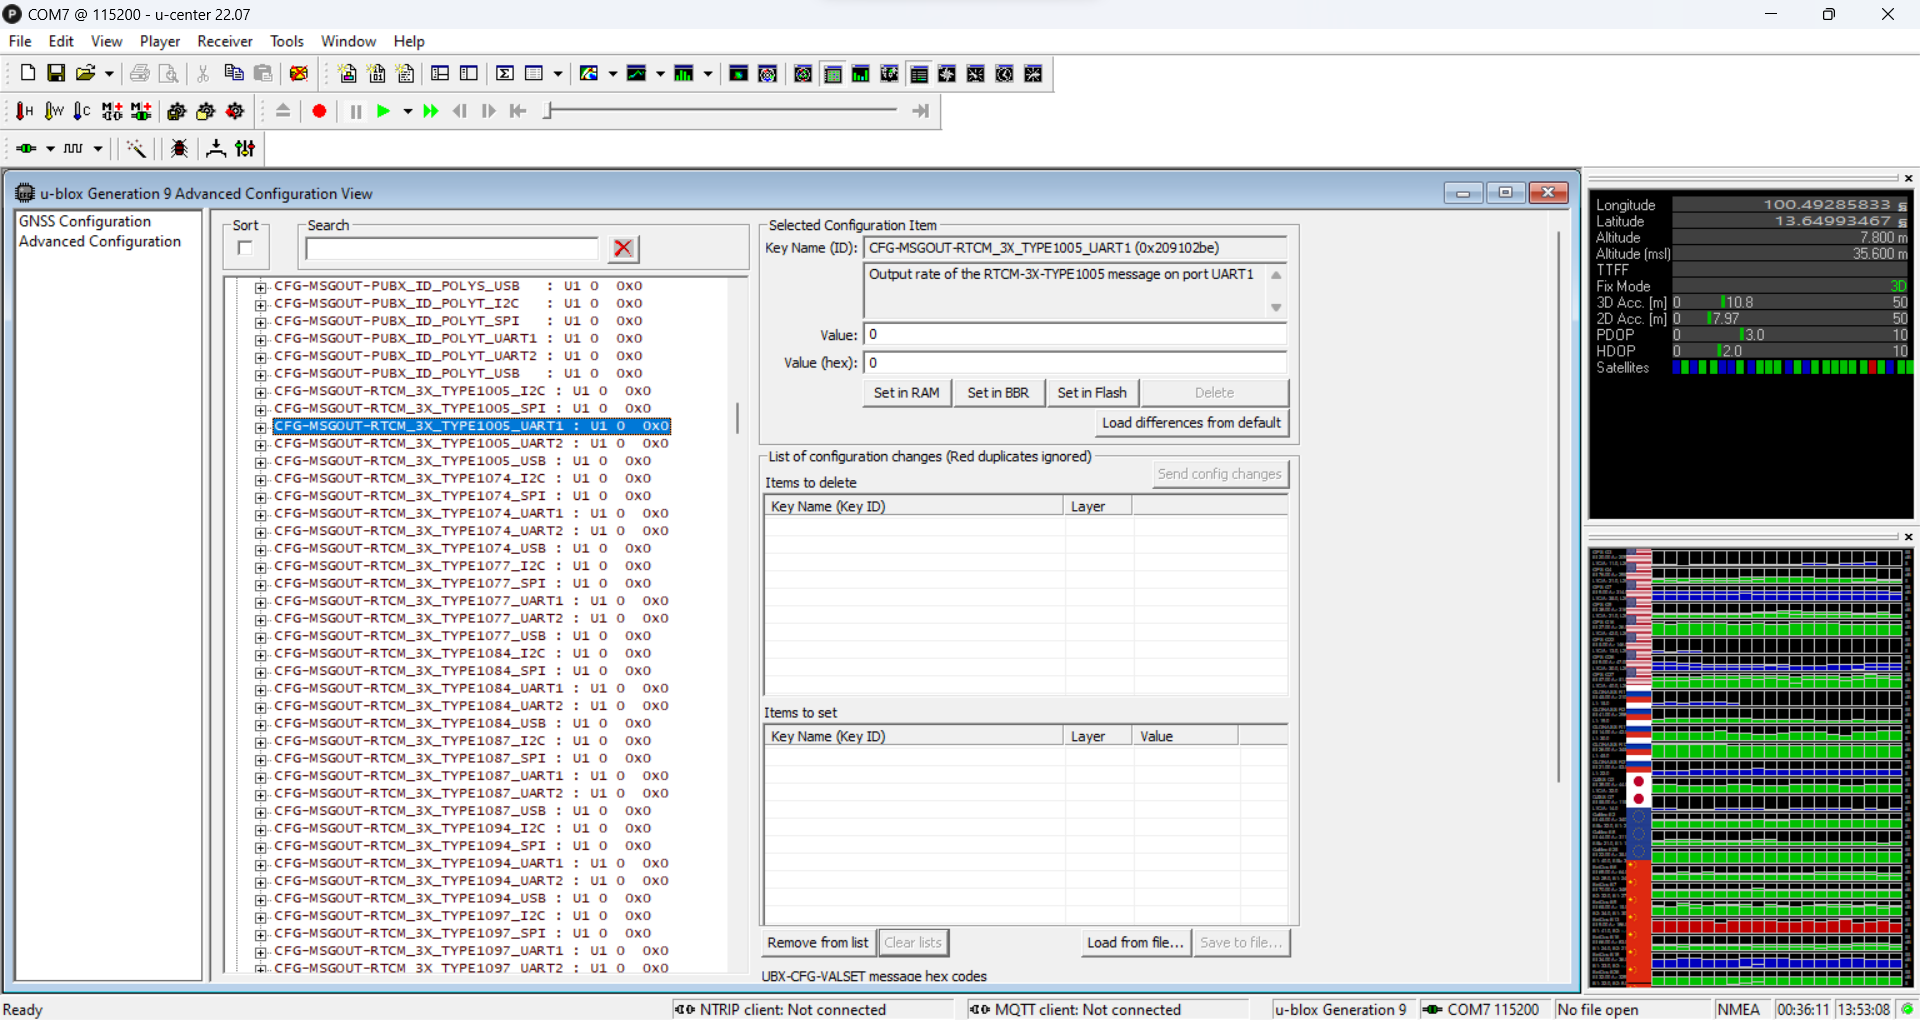 COM7 @ 115200 - u-center 22.07
File Edit View Player Receiver Tools Window Help
u-blox Generation 9 Advanced Configuration View
GNSS Configuration
Advanced Configuration
Sort
Search
CFG-MSGOUT-PUBX_ID_POLYS_USB : U1 0 0x0
CFG-MSGOUT-PUBX_ID_POLYT_I2C : U1 0 0x0
CFG-MSGOUT-PUBX_ID_POLYT_SPI : U1 0 0x0
CFG-MSGOUT-PUBX_ID_POLYT_UART1 : U1 0 0x0
CFG-MSGOUT-PUBX_ID_POLYT_UART2 : U1 0 0x0
CFG-MSGOUT-PUBX_ID_POLYT_USB : U1 0 0x0
CFG-MSGOUT-RTCM_3X_TYPE1005_I2C : U1 0 0x0
CFG-MSGOUT-RTCM_3X_TYPE1005_SPI : U1 0 0x0
CFG-MSGOUT-RTCM_3X_TYPE1005_UART1 : U1 0 0x0
CFG-MSGOUT-RTCM_3X_TYPE1005_UART2 : U1 0 0x0
CFG-MSGOUT-RTCM_3X_TYPE1005_USB : U1 0 0x0
CFG-MSGOUT-RTCM_3X_TYPE1074_I2C : U1 0 0x0
CFG-MSGOUT-RTCM_3X_TYPE1074_SPI : U1 0 0x0
CFG-MSGOUT-RTCM_3X_TYPE1074_UART1 : U1 0 0x0
CFG-MSGOUT-RTCM_3X_TYPE1074_UART2 : U1 0 0x0
CFG-MSGOUT-RTCM_3X_TYPE1074_USB : U1 0 0x0
CFG-MSGOUT-RTCM_3X_TYPE1077_I2C : U1 0 0x0
CFG-MSGOUT-RTCM_3X_TYPE1077_SPI : U1 0 0x0
CFG-MSGOUT-RTCM_3X_TYPE1077_UART1 : U1 0 0x0
CFG-MSGOUT-RTCM_3X_TYPE1077_UART2 : U1 0 0x0
CFG-MSGOUT-RTCM_3X_TYPE1077_USB : U1 0 0x0
CFG-MSGOUT-RTCM_3X_TYPE1084_I2C : U1 0 0x0
CFG-MSGOUT-RTCM_3X_TYPE1084_SPI : U1 0 0x0
CFG-MSGOUT-RTCM_3X_TYPE1084_UART1 : U1 0 0x0
CFG-MSGOUT-RTCM_3X_TYPE1084_UART2 : U1 0 0x0
CFG-MSGOUT-RTCM_3X_TYPE1084_USB : U1 0 0x0
CFG-MSGOUT-RTCM_3X_TYPE1087_I2C : U1 0 0x0
CFG-MSGOUT-RTCM_3X_TYPE1087_SPI : U1 0 0x0
CFG-MSGOUT-RTCM_3X_TYPE1087_UART1 : U1 0 0x0
CFG-MSGOUT-RTCM_3X_TYPE1087_UART2 : U1 0 0x0
CFG-MSGOUT-RTCM_3X_TYPE1087_USB : U1 0 0x0
CFG-MSGOUT-RTCM_3X_TYPE1094_I2C : U1 0 0x0
CFG-MSGOUT-RTCM_3X_TYPE1094_SPI : U1 0 0x0
CFG-MSGOUT-RTCM_3X_TYPE1094_UART1 : U1 0 0x0
CFG-MSGOUT-RTCM_3X_TYPE1094_UART2 : U1 0 0x0
CFG-MSGOUT-RTCM_3X_TYPE1094_USB : U1 0 0x0
CFG-MSGOUT-RTCM_3X_TYPE1097_I2C : U1 0 0x0
CFG-MSGOUT-RTCM_3X_TYPE1097_SPI : U1 0 0x0
CFG-MSGOUT-RTCM_3X_TYPE1097_UART1 : U1 0 0x0
CFG-MSGOUT-RTCM_3X_TYPE1097_UART2 : U1 0 0x0
Selected Configuration Item
Key Name (ID): CFG-MSGOUT-RTCM_3X_TYPE1005_UART1 (0x209102be)
Output rate of the RTCM-3X-TYPE1005 message on port UART1
Value: 0
Value (hex): 0
Set in RAM Set in BBR Set in Flash Delete
Load differences from default
List of configuration changes (Red duplicates ignored)
Send config changes
Items to delete
Key Name (Key ID) Layer
Items to set
Key Name (Key ID) Layer Value
Remove from list Clear lists Load from file... Save to file...
UBX-CFG-VALSET message hex codes
Longitude 100.49285833
Latitude 13.64993467
Altitude 7.800 m
Altitude (msl) 35.600 m
TTFF
Fix Mode 3D
3D Acc. [m] 0 10.8 50
2D Acc. [m] 0 7.97 50
PDOP 0 3.0 10
HDOP 0 2.0 10
Satellites
Ready NTRIP client: Not connected MQTT client: Not connected u-blox Generation 9 COM7 115200 No file open NMEA 00:36:11 13:53:08